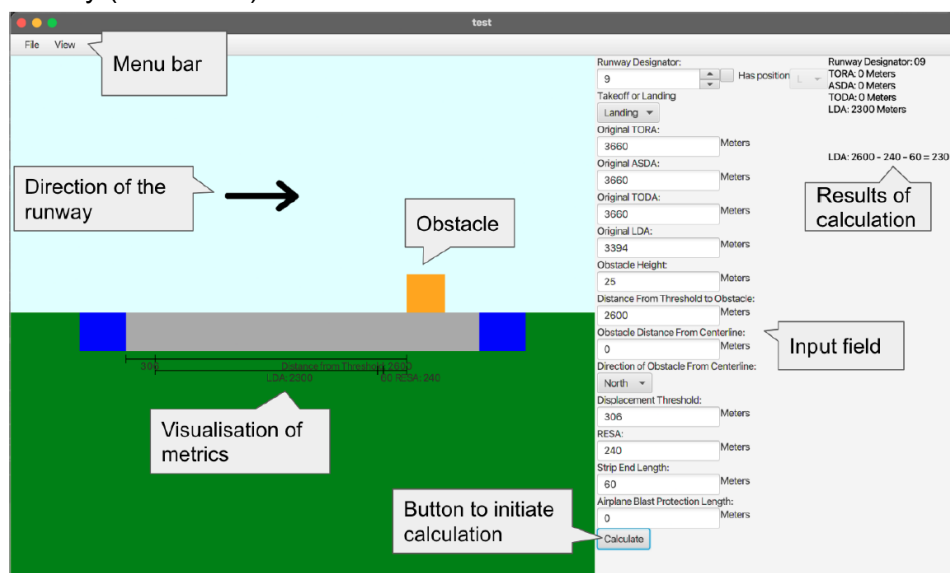 test
File View
Menu bar
Direction of the
runway
Obstacle
306
Distance from Threshold 2600
LDA: 2300
60 RESA: 240
Visualisation of
metrics
Runway Designator:
9
Has position
L
Takeoff or Landing
Landing
Original TORA:
3660 Meters
Original ASDA:
3660 Meters
Original TODA:
3660 Meters
Original LDA:
3394 Meters
Obstacle Height:
25 Meters
Distance From Threshold to Obstacle:
2600 Meters
Obstacle Distance From Centerline:
0 Meters
Direction of Obstacle From Centerline:
North
Displacement Threshold:
306 Meters
RESA:
240 Meters
Strip End Length:
60 Meters
Airplane Blast Protection Length:
0 Meters
Calculate
Button to initiate
calculation
Runway Designator: 09
TORA: 0 Meters
ASDA: 0 Meters
TODA: 0 Meters
LDA: 2300 Meters
LDA: 2600 - 240 - 60 = 230
Results of
calculation
Input field